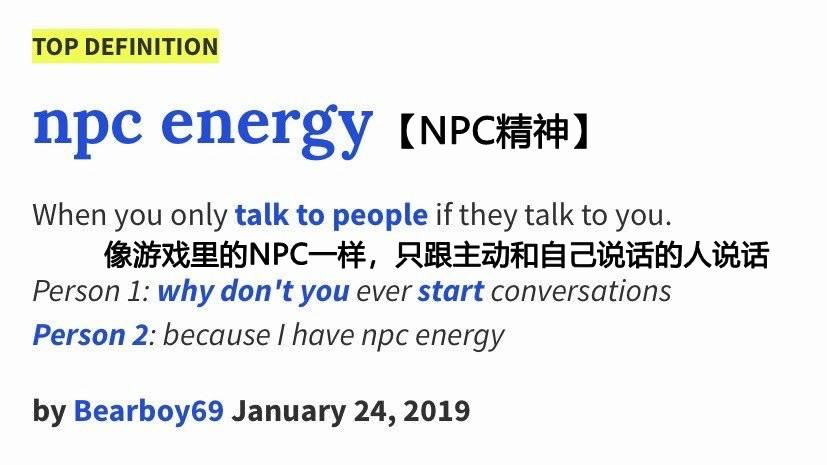 TOP DEFINITION
npc energy【NPC精神】
When you only talk to people if they talk to you.
像游戏里的NPC一样，只跟主动和自己说话的人说话
Person 1: why don't you ever start conversations
Person 2: because I have npc energy
by Bearboy69 January 24, 2019